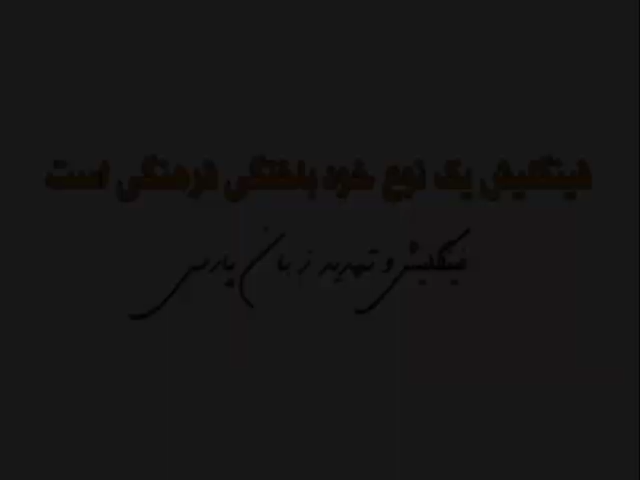 فینگلیش یک نوع خود باختگی فرهنگی است
فینگلیش و تهدید زبان پارسی